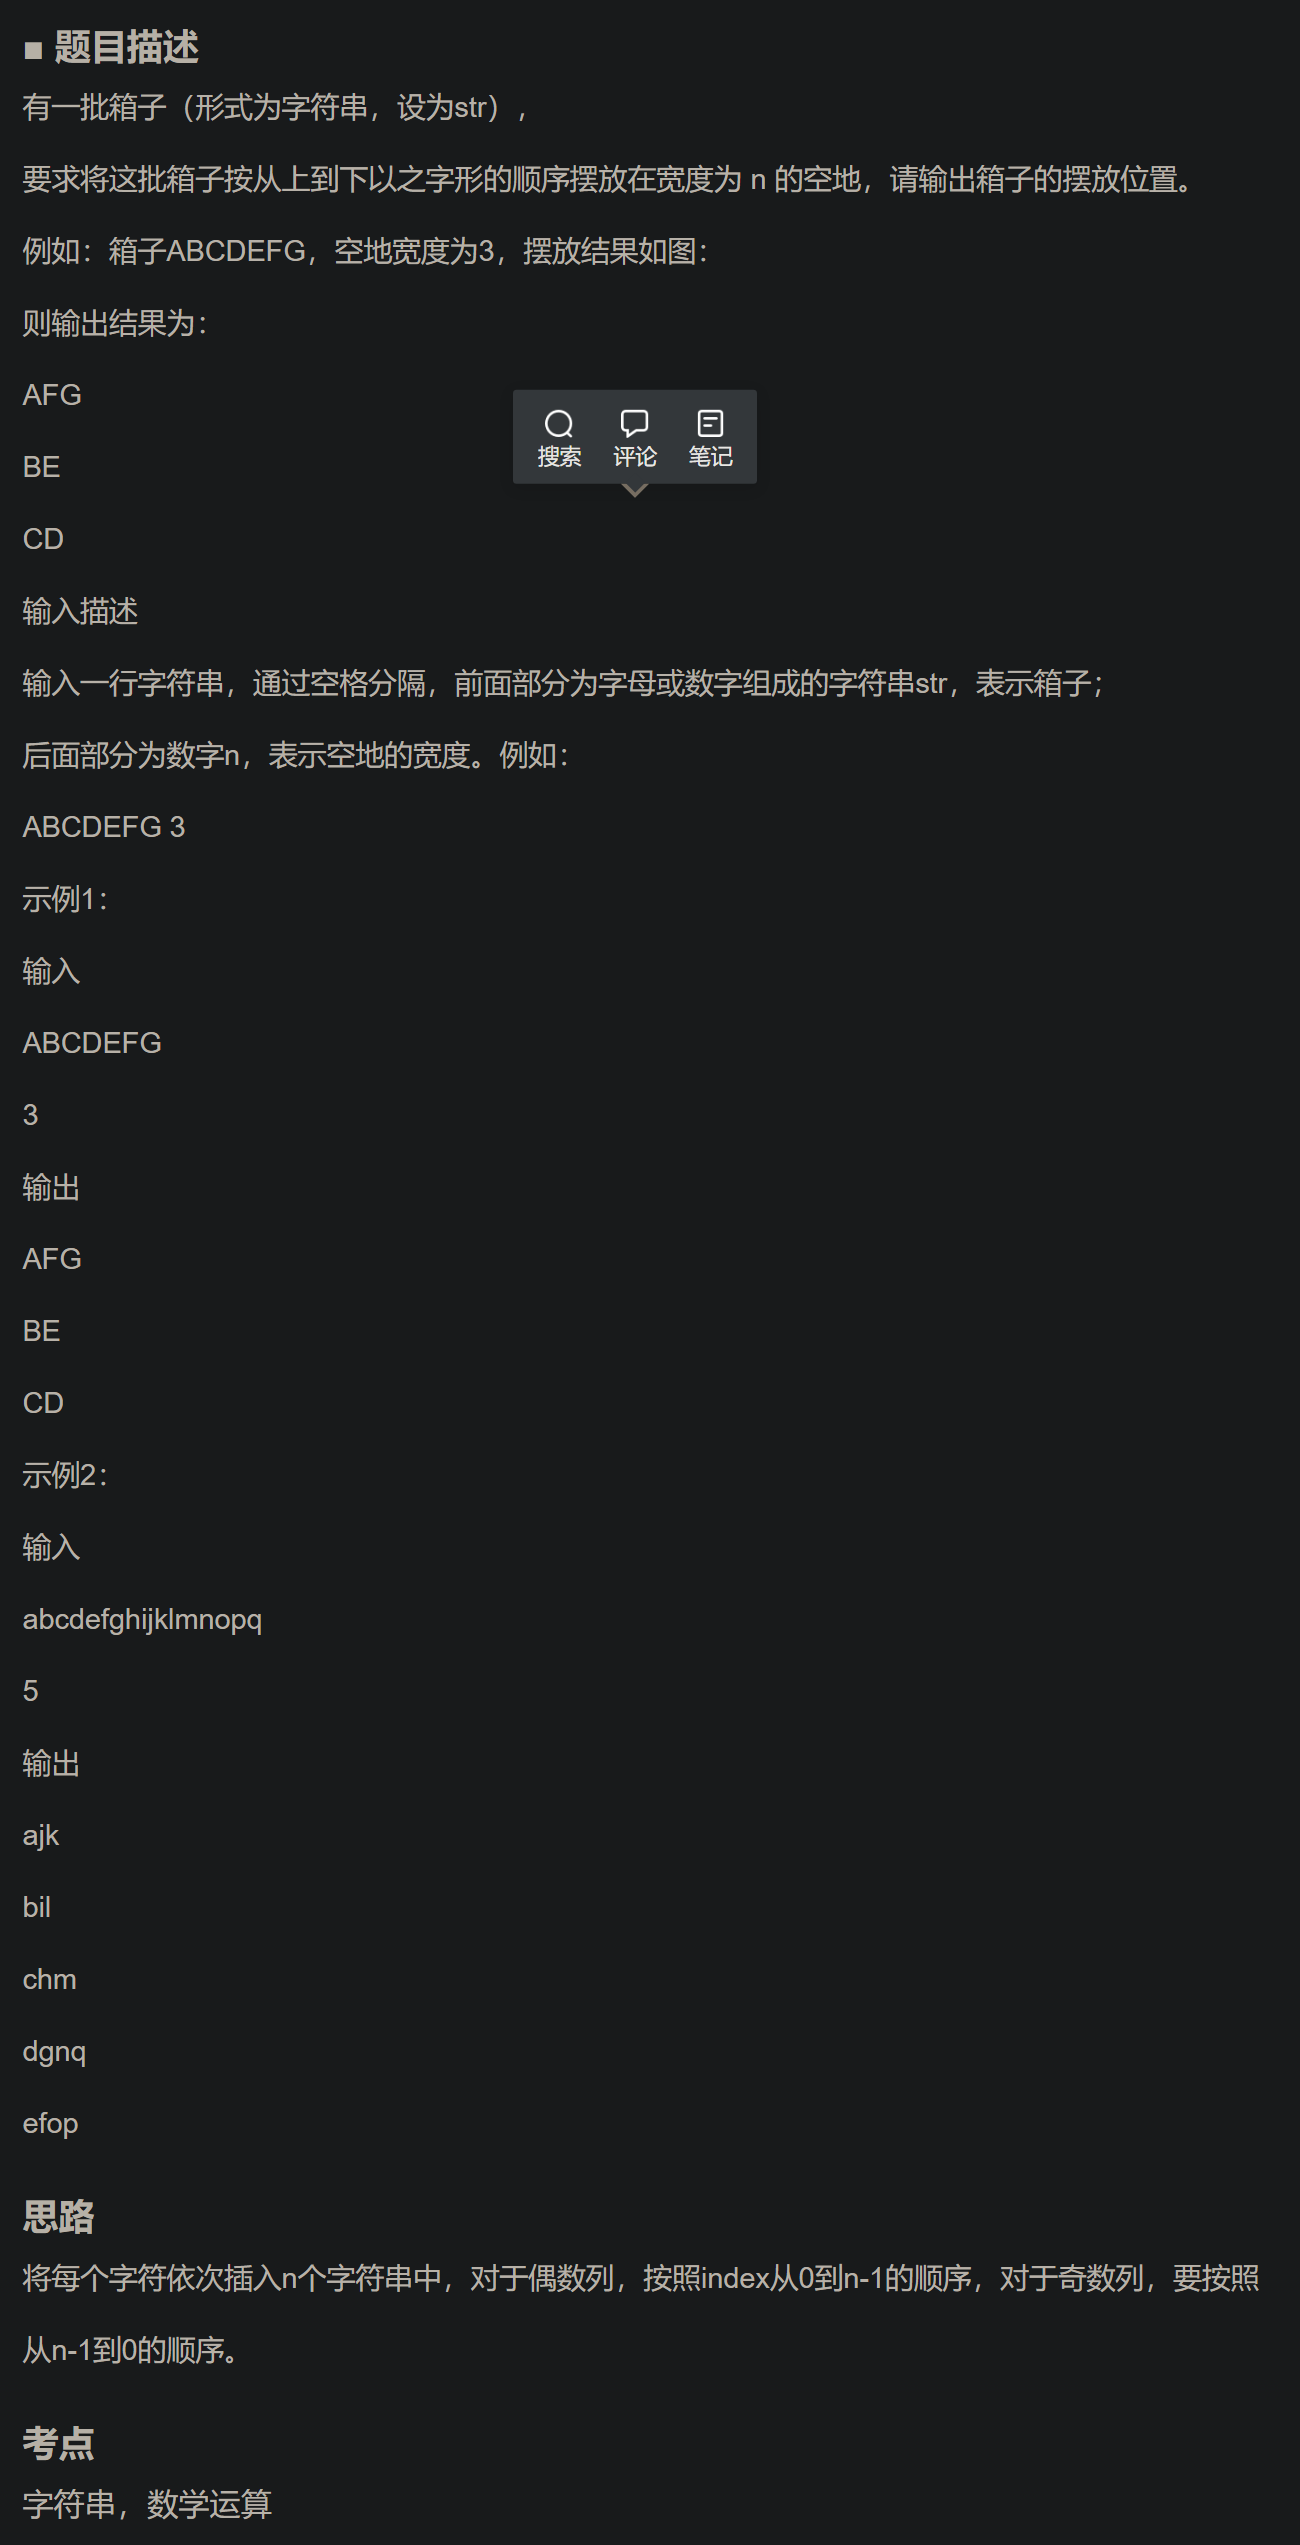 ■ 题目描述
有一批箱子（形式为字符串，设为str），
要求将这批箱子按从上到下以之字形的顺序摆放在宽度为 n 的空地，请输出箱子的摆放位置。
例如：箱子ABCDEFG，空地宽度为3，摆放结果如图：
则输出结果为：
AFG
搜索 评论 笔记
BE
CD
输入描述
输入一行字符串，通过空格分隔，前面部分为字母或数字组成的字符串str，表示箱子；
后面部分为数字n，表示空地的宽度。例如：
ABCDEFG 3
示例1：
输入
ABCDEFG
3
输出
AFG
BE
CD
示例2：
输入
abcdefghijklmnopq
5
输出
ajk
bil
chm
dgnq
efop
思路
将每个字符依次插入n个字符串中，对于偶数列，按照index从0到n-1的顺序，对于奇数列，要按照
从n-1到0的顺序。
考点
字符串，数学运算